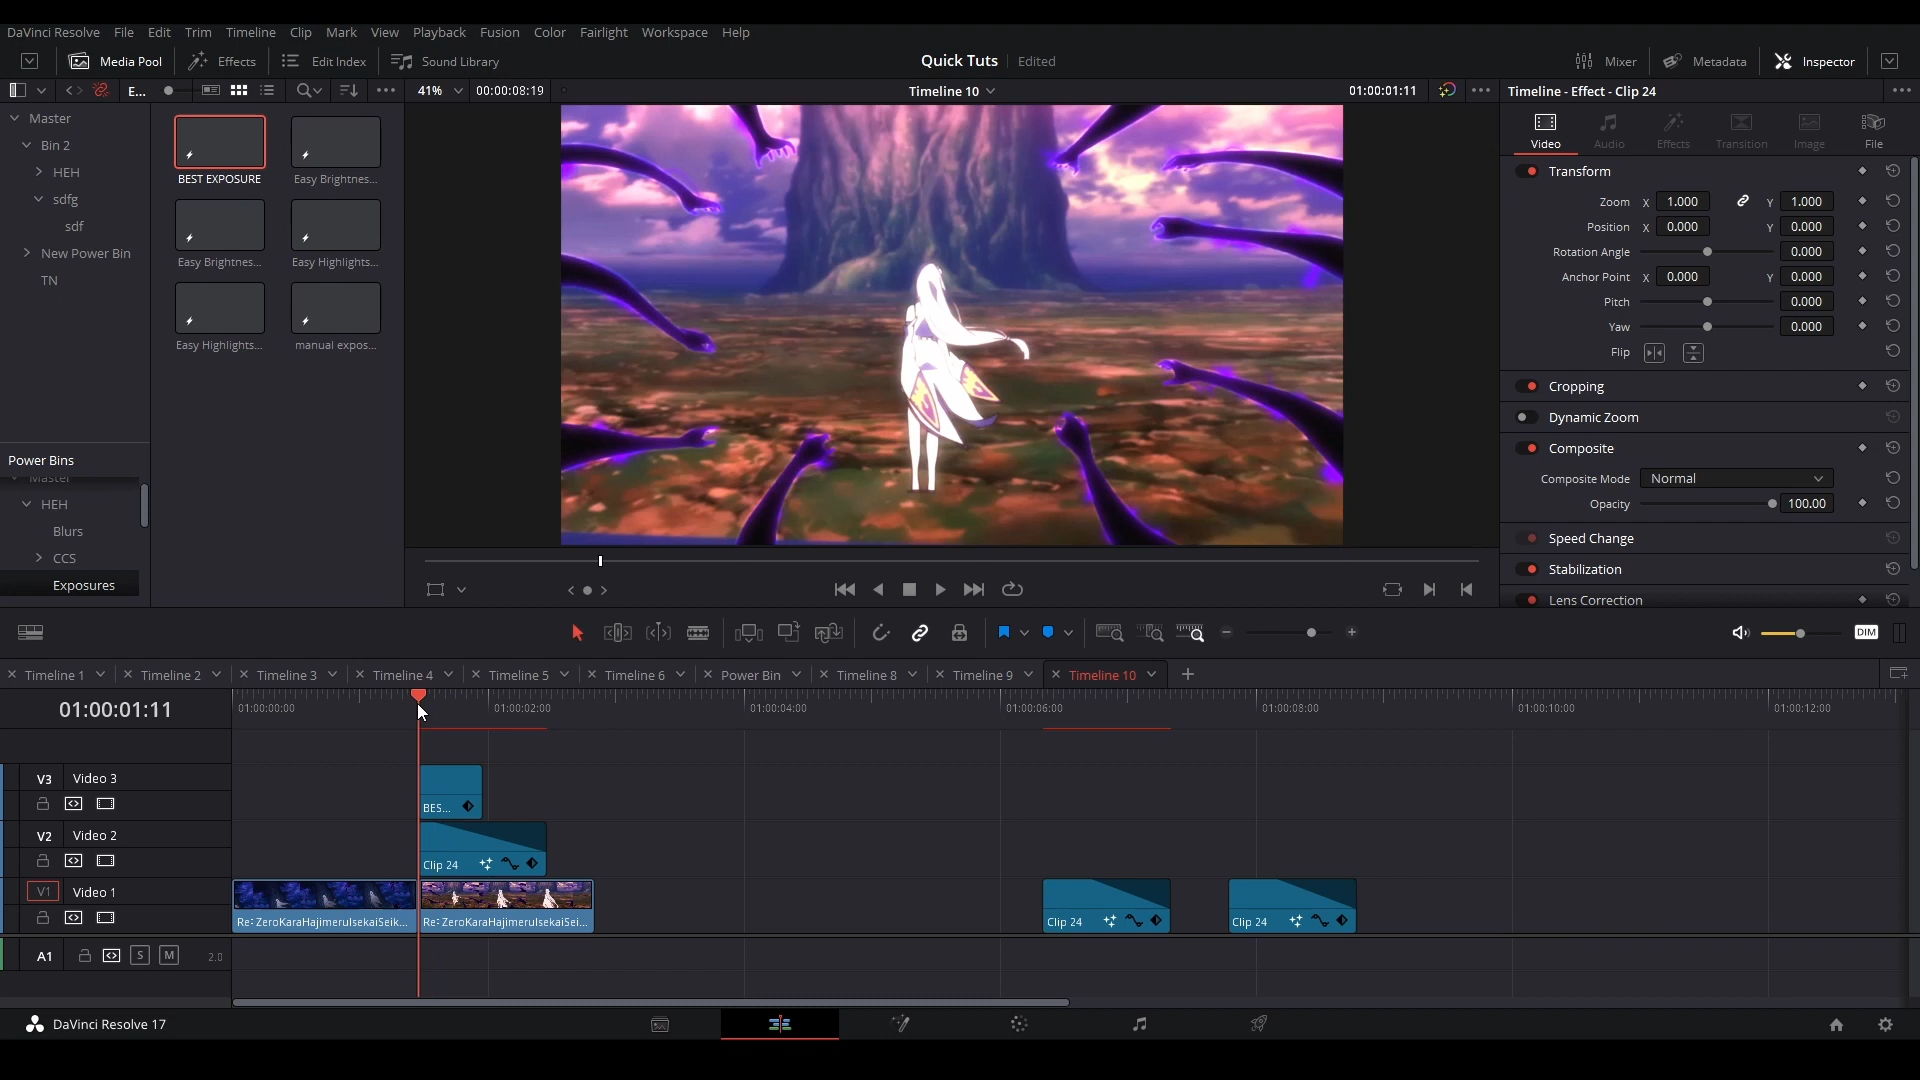 DaVinci Resolve File Edit Trim Timeline Clip Mark View Playback Fusion Color Fairlight Workspace Help
Media Pool Effects Edit Index Sound Library Quick Tuts Edited Mixer Metadata Inspector
E... 41% 00:00:08:19 Timeline 10 01:00:01:11 Timeline - Effect - Clip 24
Master
Bin 2
HEH
sdfg
sdf
New Power Bin
TN
Power Bins
Master
HEH
Blurs
CCS
Exposures
BEST EXPOSURE Easy Brightnes...
Easy Brightnes... Easy Highlights...
Easy Highlights... manual expos...
Video Audio Effects Transition Image File
Transform
Zoom X 1.000 Y 1.000
Position X 0.000 Y 0.000
Rotation Angle 0.000
Anchor Point X 0.000 Y 0.000
Pitch 0.000
Yaw 0.000
Flip
Cropping
Dynamic Zoom
Composite
Composite Mode Normal
Opacity 100.00
Speed Change
Stabilization
Lens Correction
DIM
Timeline 1 Timeline 2 Timeline 3 Timeline 4 Timeline 5 Timeline 6 Power Bin Timeline 8 Timeline 9 Timeline 10
01:00:01:11 01:00:00:00 01:00:02:00 01:00:04:00 01:00:06:00 01:00:08:00 01:00:10:00 01:00:12:00
V3 Video 3
BES...
V2 Video 2
Clip 24
V1 Video 1
Re: ZeroKaraHajimeruIsekaiSeik... Re: ZeroKaraHajimeruIsekaiSei... Clip 24 Clip 24
A1 S M 2.0
DaVinci Resolve 17